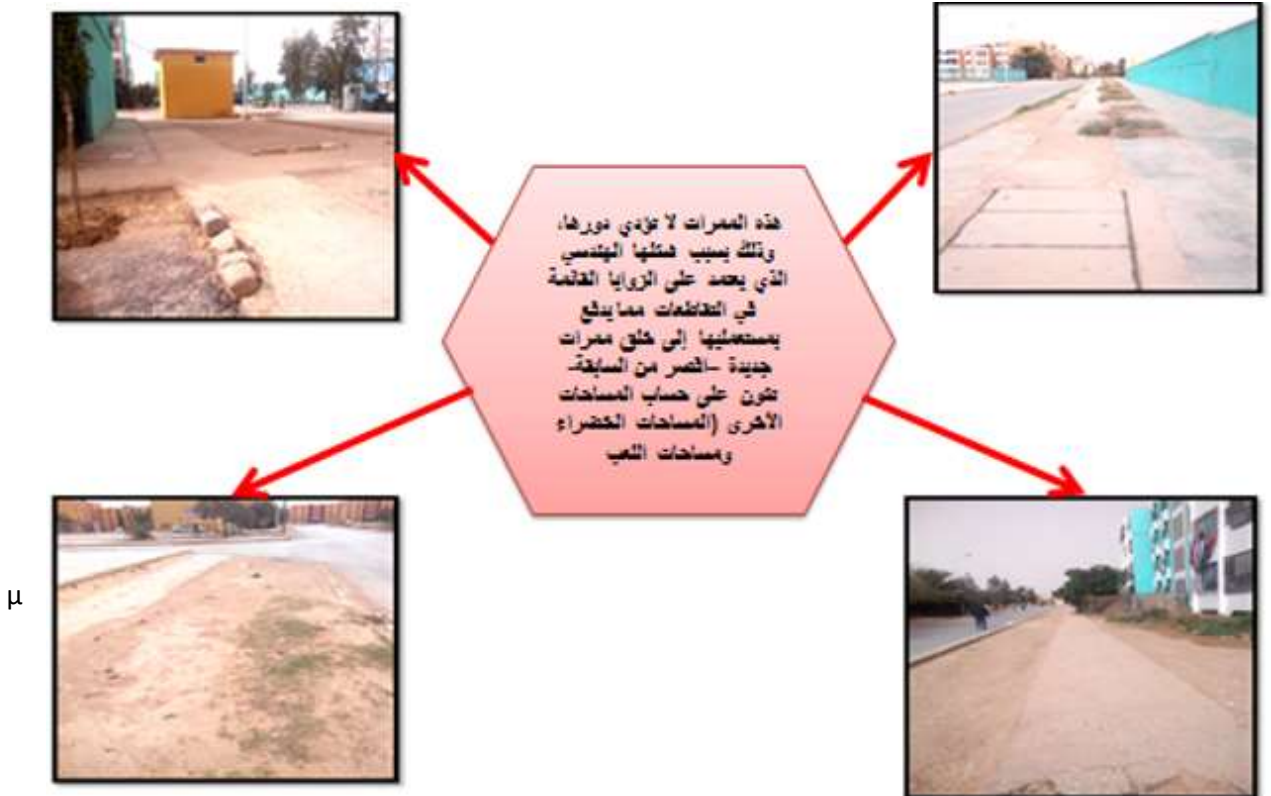 هذه الممرات لا تؤدي دورها،
وذلك بسبب شكلها الهندسي
الذي يعتمد على الزوايا القائمة
في التقاطعات مما يدفع
بمستعمليها إلى خلق ممرات
جديدة –اقصر من السابقة-
تكون على حساب المساحات
الأخرى (المساحات الخضراء
ومساحات اللعب
µ